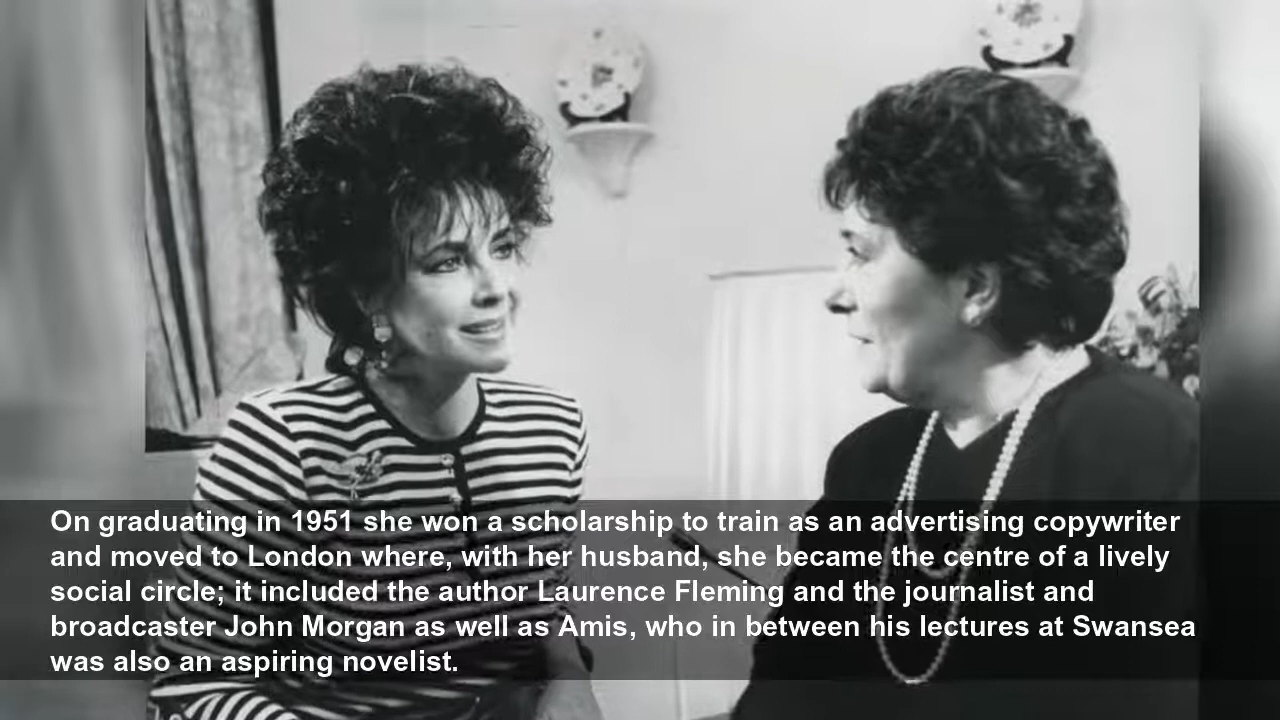 On graduating in 1951 she won a scholarship to train as an advertising copywriter
and moved to London where, with her husband, she became the centre of a lively
social circle; it included the author Laurence Fleming and the journalist and
broadcaster John Morgan as well as Amis, who in between his lectures at Swansea
was also an aspiring novelist.